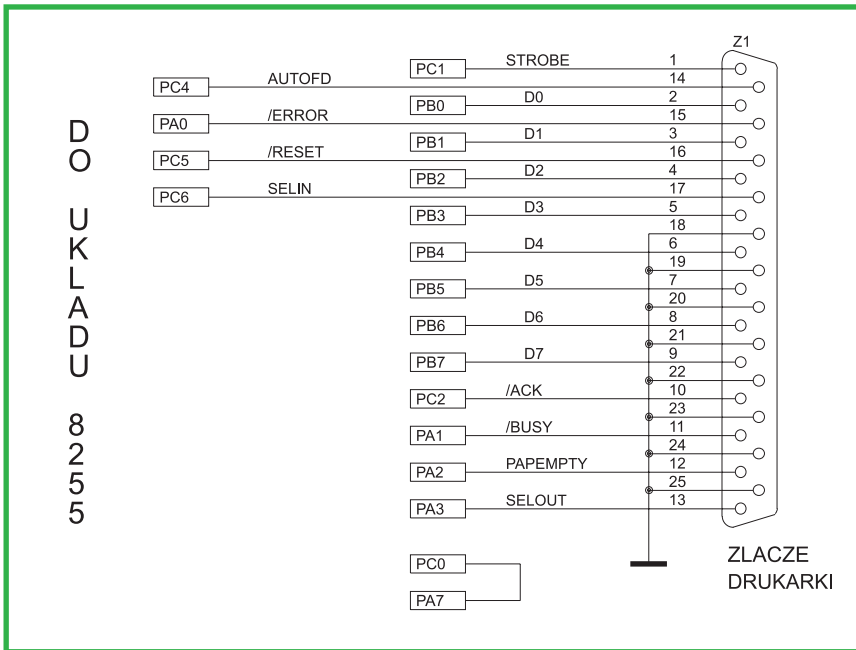 Z1
PC1 STROBE 1
PC4 AUTOFD 14
PB0 D0 2
PA0 /ERROR 15
PB1 D1 3
PC5 /RESET 16
PB2 D2 4
PC6 SELIN 17
PB3 D3 5
18
PB4 D4 6
19
PB5 D5 7
20
PB6 D6 8
21
PB7 D7 9
22
PC2 /ACK 10
23
PA1 /BUSY 11
24
PA2 PAPEMPTY 12
25
PA3 SELOUT 13
PC0
PA7
DO UKLADU 8255
ZLACZE
DRUKARKI